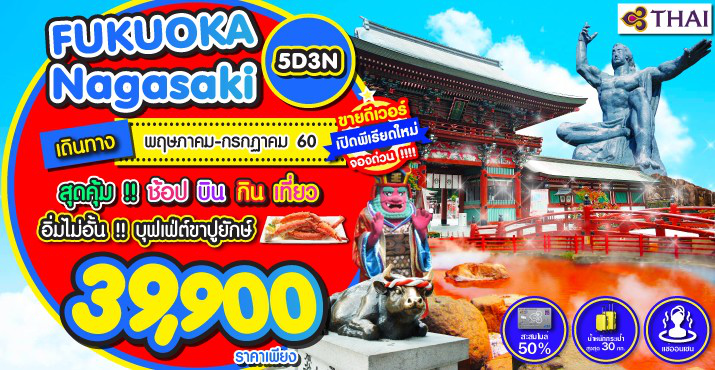 FUKUOKA
Nagasaki
5D3N
THAI
เดินทาง
พฤษภาคม-กรกฎาคม 60
ขายดีเวอร์
เปิดพีเรียดใหม่
จองด่วน !!!!
สุดคุ้ม !! ช้อป บิน กิน เที่ยว
อิ่มไม่อั้น !! บุฟเฟ่ต์ขาปูยักษ์
39,900
ราคาเพียง
สะสมไมล์
50%
น้ำหนักกระเป๋า
สูงสุด 30 กก.
แช่ออนเซน